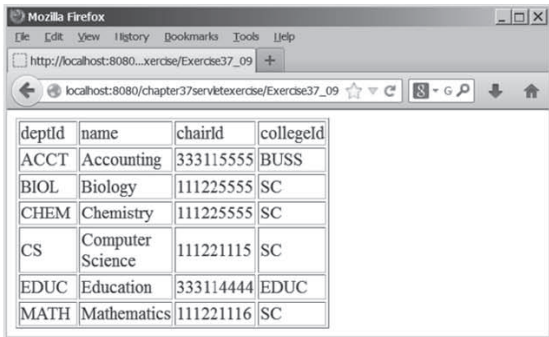 Mozilla Firefox
File Edit View History Bookmarks Tools Help
http://localhost:8080...xercise/Exercise37_09 +
localhost:8080/chapter37servletexercise/Exercise37_09 8 G
deptId name chairId collegeId
ACCT Accounting 333115555 BUSS
BIOL Biology 111225555 SC
CHEM Chemistry 111225555 SC
CS Computer Science 111221115 SC
EDUC Education 333114444 EDUC
MATH Mathematics 111221116 SC